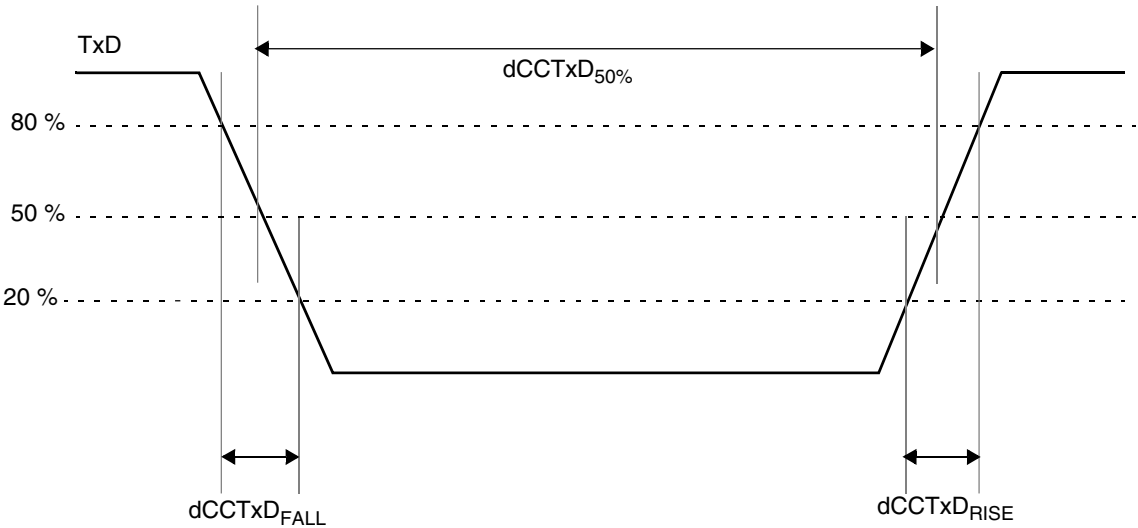 TxD
dCCTxD50%
80 %
50 %
20 %
dCCTxDFALL
dCCTxDRISE